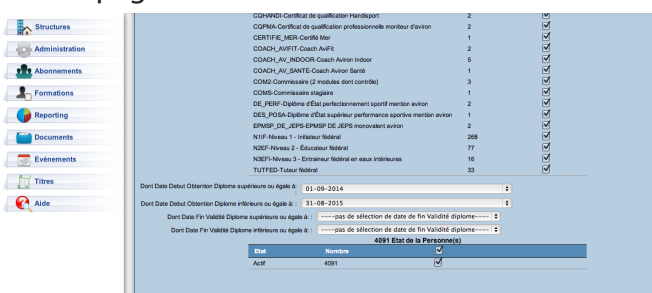 Structures
Administration
Abonnements
Formations
Reporting
Documents
Evénements
Titres
Aide
CQHANDI-Certificat de qualification Handisport 2
CQPMA-Certificat de qualification professionnelle moniteur d'aviron 2
CERTIFIE_MER-Certifié Mer 1
COACH_AVIFIT-Coach AviFit 2
COACH_AV_INDOOR-Coach Aviron Indoor 5
COACH_AV_SANTE-Coach Aviron Santé 1
COM2-Commissaire (2 modules dont contrôle) 3
COMS-Commissaire stagiaire 1
DE_PERF-Diplôme d'État perfectionnement sportif mention aviron 2
DES_POSA-Diplôme d'État supérieur performance sportive mention aviron 1
EPMSP_DE_JEPS-EPMSP DE JEPS monovalent aviron 2
N1IF-Niveau 1 - Initiateur fédéral 268
N2EF-Niveau 2 - Éducateur fédéral 77
N3EFI-Niveau 3 - Entraineur fédéral en eaux intérieures 16
TUTFED-Tuteur fédéral 33
Dont Date Debut Obtention Diplome supérieure ou égale à: : 01-09-2014
Dont Date Debut Obtention Diplome inférieure ou égale à: : 31-08-2015
Dont Date Fin Validité Diplome supérieure ou égale à: : ----pas de sélection de date de fin Validité diplome----
Dont Date Fin Validité Diplome inférieure ou égale à: : ----pas de sélection de date de fin Validité diplome----
4091 Etat de la Personne(s)
Etat Nombre
Actif 4091